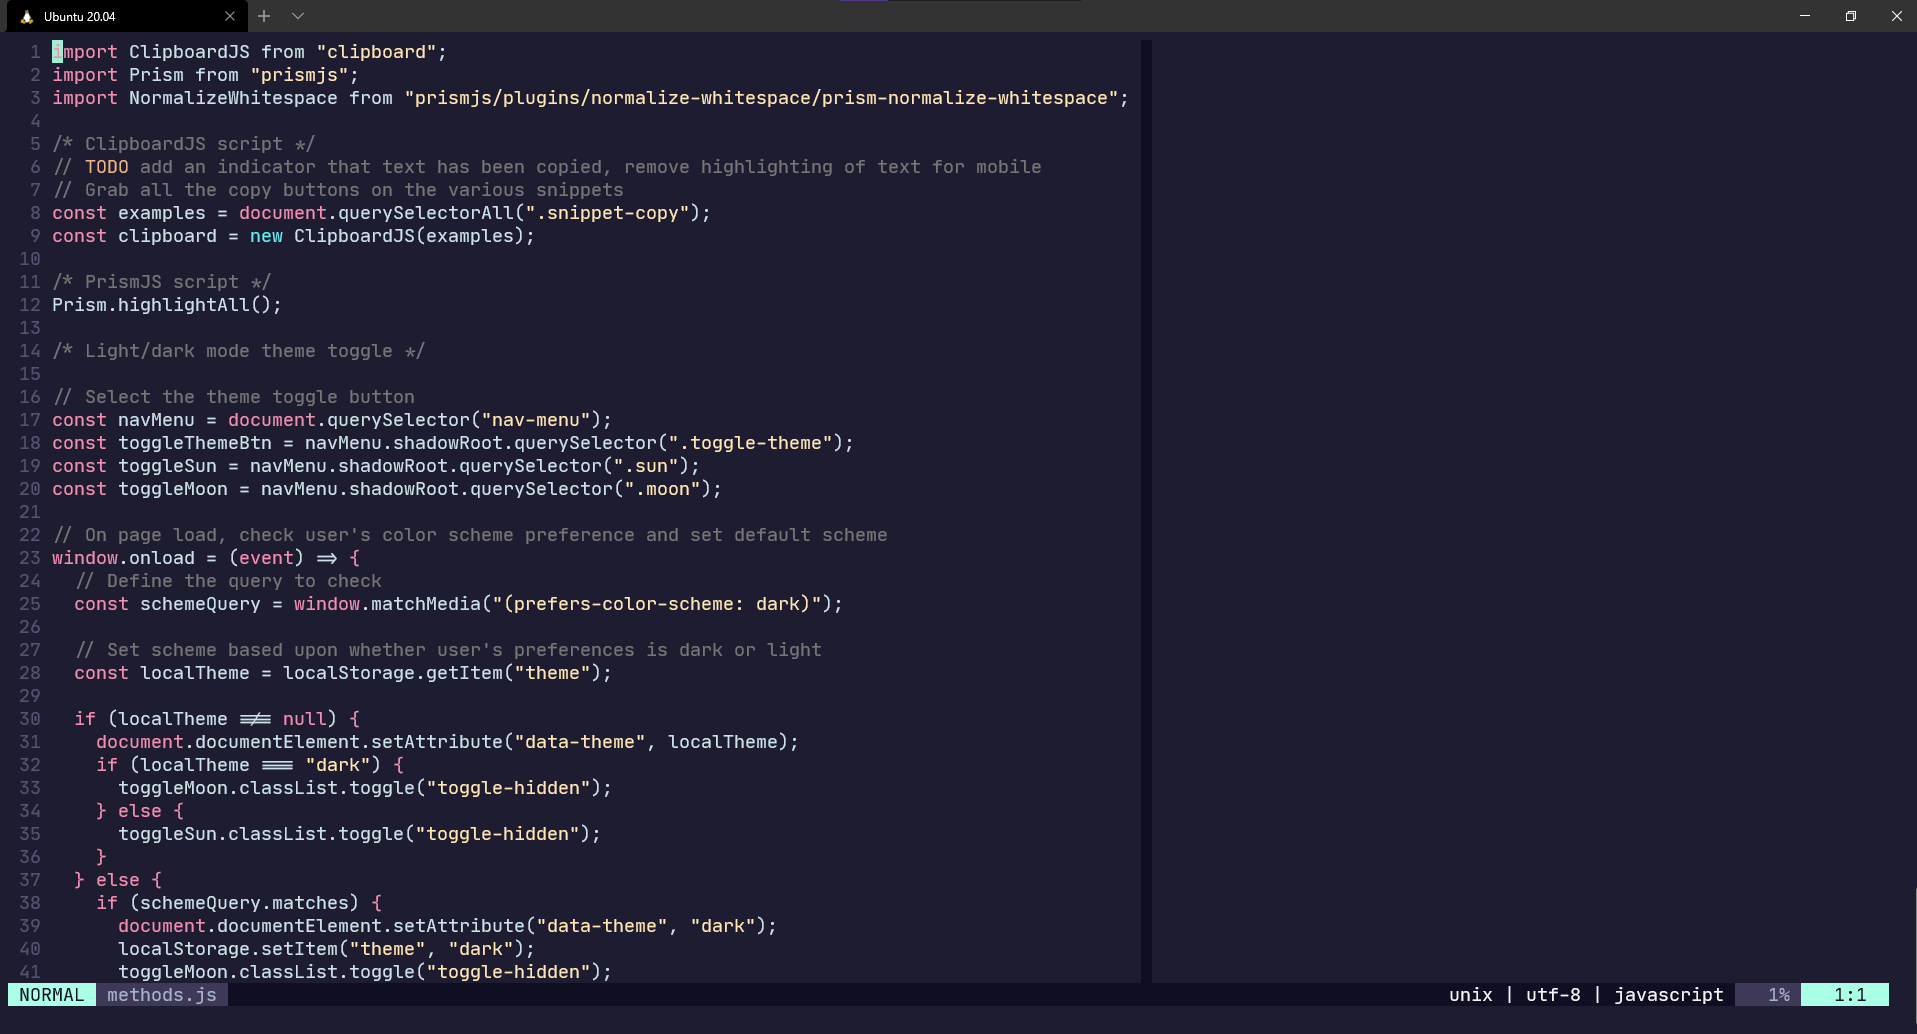 Ubuntu 20.04
1 import ClipboardJS from "clipboard";
2 import Prism from "prismjs";
3 import NormalizeWhitespace from "prismjs/plugins/normalize-whitespace/prism-normalize-whitespace";
4
5 /* ClipboardJS script */
6 // TODO add an indicator that text has been copied, remove highlighting of text for mobile
7 // Grab all the copy buttons on the various snippets
8 const examples = document.querySelectorAll(".snippet-copy");
9 const clipboard = new ClipboardJS(examples);
10
11 /* PrismJS script */
12 Prism.highlightAll();
13
14 /* Light/dark mode theme toggle */
15
16 // Select the theme toggle button
17 const navMenu = document.querySelector("nav-menu");
18 const toggleThemeBtn = navMenu.shadowRoot.querySelector(".toggle-theme");
19 const toggleSun = navMenu.shadowRoot.querySelector(".sun");
20 const toggleMoon = navMenu.shadowRoot.querySelector(".moon");
21
22 // On page load, check user's color scheme preference and set default scheme
23 window.onload = (event) => {
24   // Define the query to check
25   const schemeQuery = window.matchMedia("(prefers-color-scheme: dark)");
26
27   // Set scheme based upon whether user's preferences is dark or light
28   const localTheme = localStorage.getItem("theme");
29
30   if (localTheme !== null) {
31     document.documentElement.setAttribute("data-theme", localTheme);
32     if (localTheme === "dark") {
33       toggleMoon.classList.toggle("toggle-hidden");
34     } else {
35       toggleSun.classList.toggle("toggle-hidden");
36     }
37   } else {
38     if (schemeQuery.matches) {
39       document.documentElement.setAttribute("data-theme", "dark");
40       localStorage.setItem("theme", "dark");
41       toggleMoon.classList.toggle("toggle-hidden");
NORMAL methods.js unix | utf-8 | javascript 1% 1:1